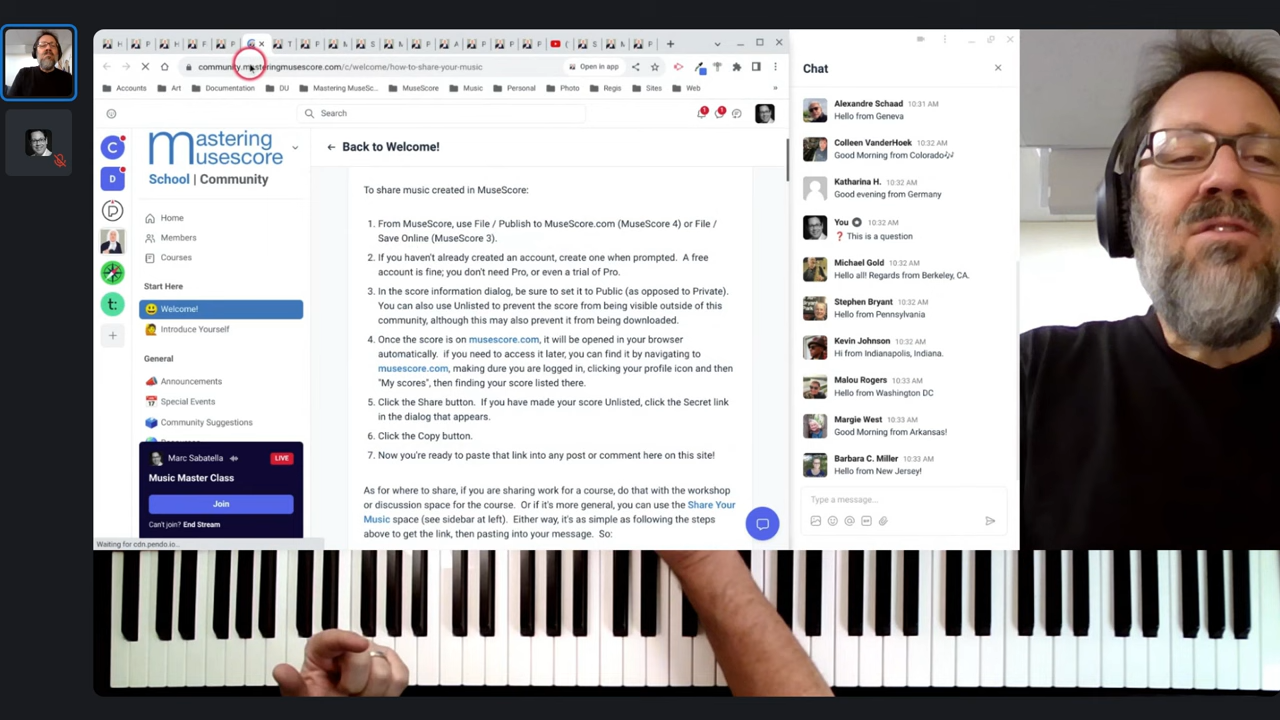 community.masteringmusescore.com/c/welcome/how-to-share-your-music
Open in app
Accounts
Art
Documentation
DU
Mastering MuseSc...
MuseScore
Music
Personal
Photo
Regis
Sites
Web
Search
mastering
musescore
School | Community
Home
Members
Courses
Start Here
Welcome!
Introduce Yourself
General
Announcements
Special Events
Community Suggestions
Marc Sabatella
LIVE
Music Master Class
Join
Can't join? End Stream
Waiting for cdn.pendo.io...
← Back to Welcome!
To share music created in MuseScore:
1. From MuseScore, use File / Publish to MuseScore.com (MuseScore 4) or File /
Save Online (MuseScore 3).
2. If you haven't already created an account, create one when prompted. A free
account is fine; you don't need Pro, or even a trial of Pro.
3. In the score information dialog, be sure to set it to Public (as opposed to Private).
You can also use Unlisted to prevent the score from being visible outside of this
community, although this may also prevent it from being downloaded.
4. Once the score is on musescore.com, it will be opened in your browser
automatically. if you need to access it later, you can find it by navigating to
musescore.com, making dure you are logged in, clicking your profile icon and then
"My scores", then finding your score listed there.
5. Click the Share button. If you have made your score Unlisted, click the Secret link
in the dialog that appears.
6. Click the Copy button.
7. Now you're ready to paste that link into any post or comment here on this site!
As for where to share, if you are sharing work for a course, do that with the workshop
or discussion space for the course. Or if it's more general, you can use the Share Your
Music space (see sidebar at left). Either way, it's as simple as following the steps
above to get the link, then pasting into your message. So:
Chat
Alexandre Schaad 10:31 AM
Hello from Geneva
Colleen VanderHoek 10:32 AM
Good Morning from Colorado🎶
Katharina H. 10:32 AM
Good evening from Germany
You 10:32 AM
❓ This is a question
Michael Gold 10:32 AM
Hello all! Regards from Berkeley, CA.
Stephen Bryant 10:32 AM
Hello from Pennsylvania
Kevin Johnson 10:32 AM
Hi from Indianapolis, Indiana.
Malou Rogers 10:33 AM
Hello from Washington DC
Margie West 10:33 AM
Good Morning from Arkansas!
Barbara C. Miller 10:33 AM
Hello from New Jersey!
Type a message...